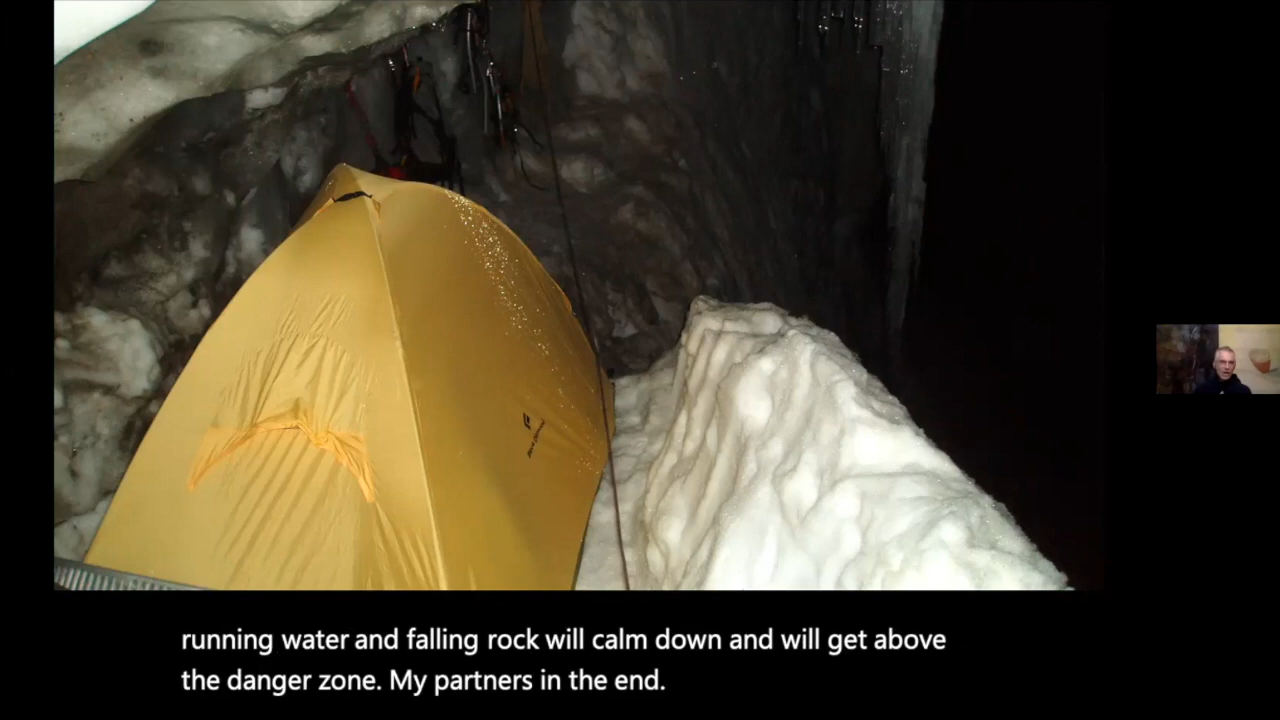 running water and falling rock will calm down and will get above
the danger zone. My partners in the end.